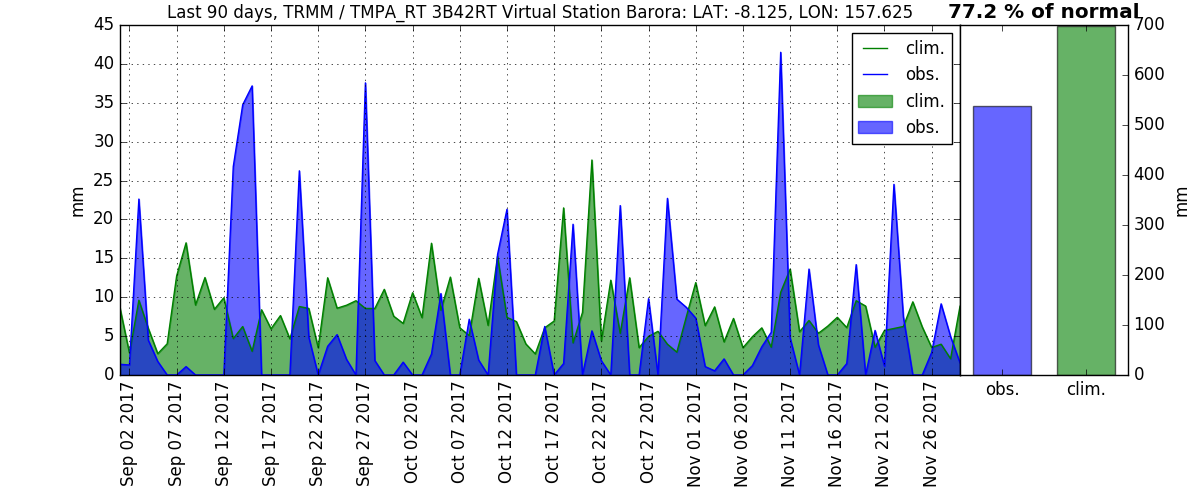 Last 90 days, TRMM / TMPA_RT 3B42RT Virtual Station Barora: LAT: -8.125, LON: 157.625
77.2 % of normal
45
40
35
30
25
20
15
10
5
0
mm
clim.
obs.
clim.
obs.
700
600
500
400
300
200
100
0
mm
obs.
clim.
Sep 02 2017
Sep 07 2017
Sep 12 2017
Sep 17 2017
Sep 22 2017
Sep 27 2017
Oct 02 2017
Oct 07 2017
Oct 12 2017
Oct 17 2017
Oct 22 2017
Oct 27 2017
Nov 01 2017
Nov 06 2017
Nov 11 2017
Nov 16 2017
Nov 21 2017
Nov 26 2017